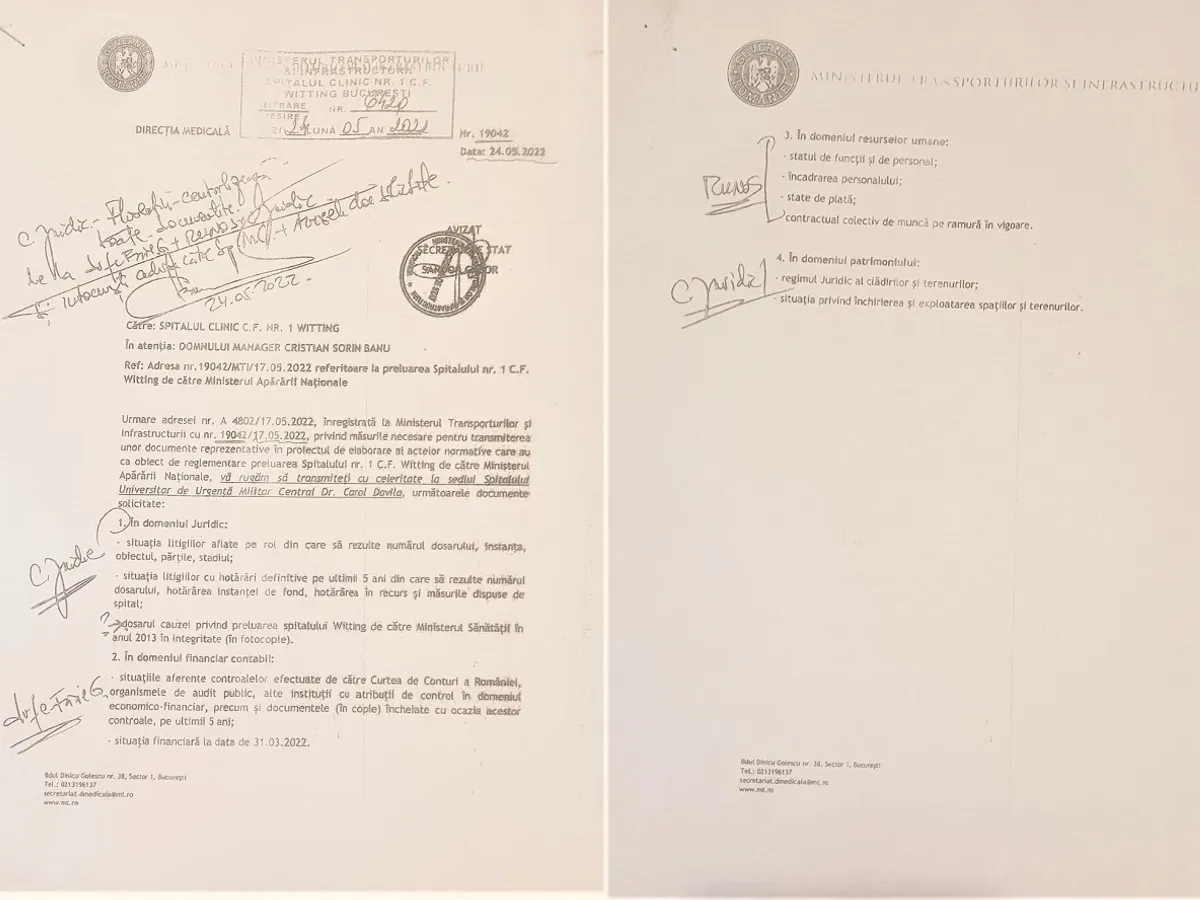 GUVERNUL ROMÂNIEI
MINISTERUL TRANSPORTURILOR
ȘI INFRASTRUCTURII
SPITALUL CLINIC NR. 1 C.F.
WITTING BUCUREȘTI
INTRARE
IEȘIRE NR. 6420
ZI 24 LUNA 05 AN 2022
DIRECȚIA MEDICALĂ
Nr. 19042
Data: 24.05.2022
C. Juridic
toate documentele
de la
RUNOS + Juridic
24.05.2022.
AVIZAT
SECRETAR DE STAT
Către: SPITALUL CLINIC C.F. NR. 1 WITTING
În atenția: DOMNULUI MANAGER CRISTIAN SORIN BANU
Ref: Adresa nr.19042/MTI/17.05.2022 referitoare la preluarea Spitalului nr. 1 C.F.
Witting de către Ministerul Apărării Naționale
Urmare adresei nr. A 4802/17.05.2022, înregistrată la Ministerul Transporturilor și
Infrastructurii cu nr. 19042/17.05.2022, privind măsurile necesare pentru transmiterea
unor documente reprezentative în proiectul de elaborare al actelor normative care au
ca obiect de reglementare preluarea Spitalului nr. 1 C.F. Witting de către Ministerul
Apărării Naționale, vă rugăm să transmiteți cu celeritate la sediul Spitalului
Universitar de Urgență Militar Central Dr. Carol Davila, următoarele documente
solicitate:
1. În domeniul Juridic:
- situația litigiilor aflate pe rol din care să rezulte numărul dosarului, instanța,
obiectul, părțile, stadiul;
C. Juridic
- situația litigiilor cu hotărâri definitive pe ultimii 5 ani din care să rezulte numărul
dosarului, hotărârea instanței de fond, hotărârea în recurs și măsurile dispuse de
spital;
? dosarul cauzei privind preluarea spitalului Witting de către Ministerul Sănătății în
anul 2013 în integritate (în fotocopie).
2. În domeniul financiar contabil:
- situațiile aferente controalelor efectuate de către Curtea de Conturi a României,
organismele de audit public, alte instituții cu atribuții de control în domeniul
economico-financiar, precum și documentele (în copie) încheiate cu ocazia acestor
controale, pe ultimii 5 ani;
- situația financiară la data de 31.03.2022.
Bdul Dinicu Golescu nr. 38, Sector 1, București
Tel.: 0213196137
secretariat.dmedicala@mt.ro
www.mt.ro
GUVERNUL ROMÂNIEI
MINISTERUL TRANSPORTURILOR ȘI INFRASTRUCTU
3. În domeniul resurselor umane:
- statul de funcții și de personal;
- încadrarea personalului;
RUNOS
- state de plată;
- contractual colectiv de muncă pe ramură în vigoare.
4. În domeniul patrimoniului:
- regimul juridic al clădirilor și terenurilor;
C. Juridic
- situația privind închirierea și exploatarea spațiilor și terenurilor.
Bdul Dinicu Golescu nr. 38, Sector 1, București
Tel.: 0213196137
secretariat.dmedicala@mt.ro
www.mt.ro